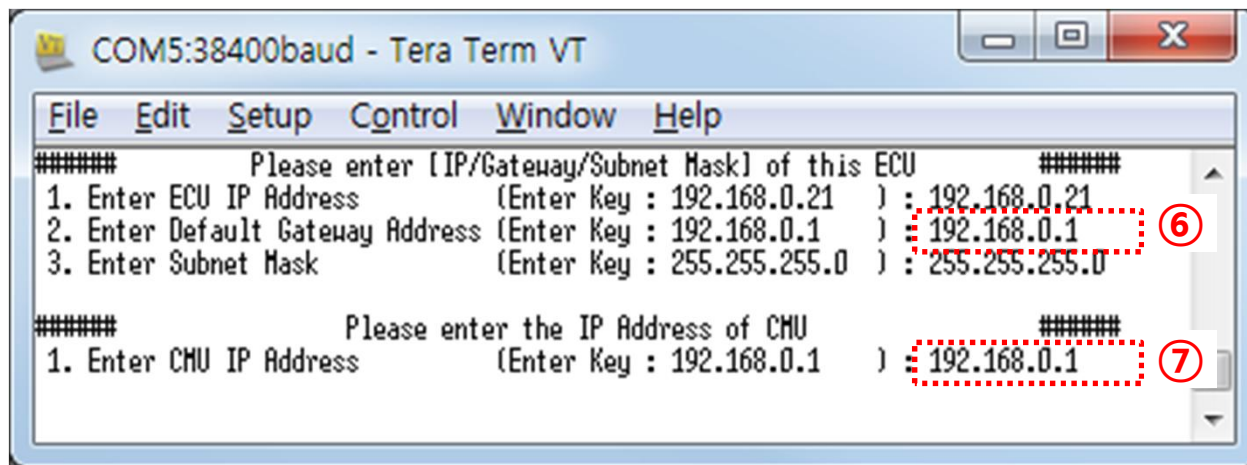 COM5:38400baud - Tera Term VT
File Edit Setup Control Window Help
###### Please enter [IP/Gateway/Subnet Mask] of this ECU ######
1. Enter ECU IP Address (Enter Key : 192.168.0.21 ) : 192.168.0.21
2. Enter Default Gateway Address (Enter Key : 192.168.0.1 ) : 192.168.0.1 ⑥
3. Enter Subnet Mask (Enter Key : 255.255.255.0 ) : 255.255.255.0
###### Please enter the IP Address of CMU ######
1. Enter CMU IP Address (Enter Key : 192.168.0.1 ) : 192.168.0.1 ⑦